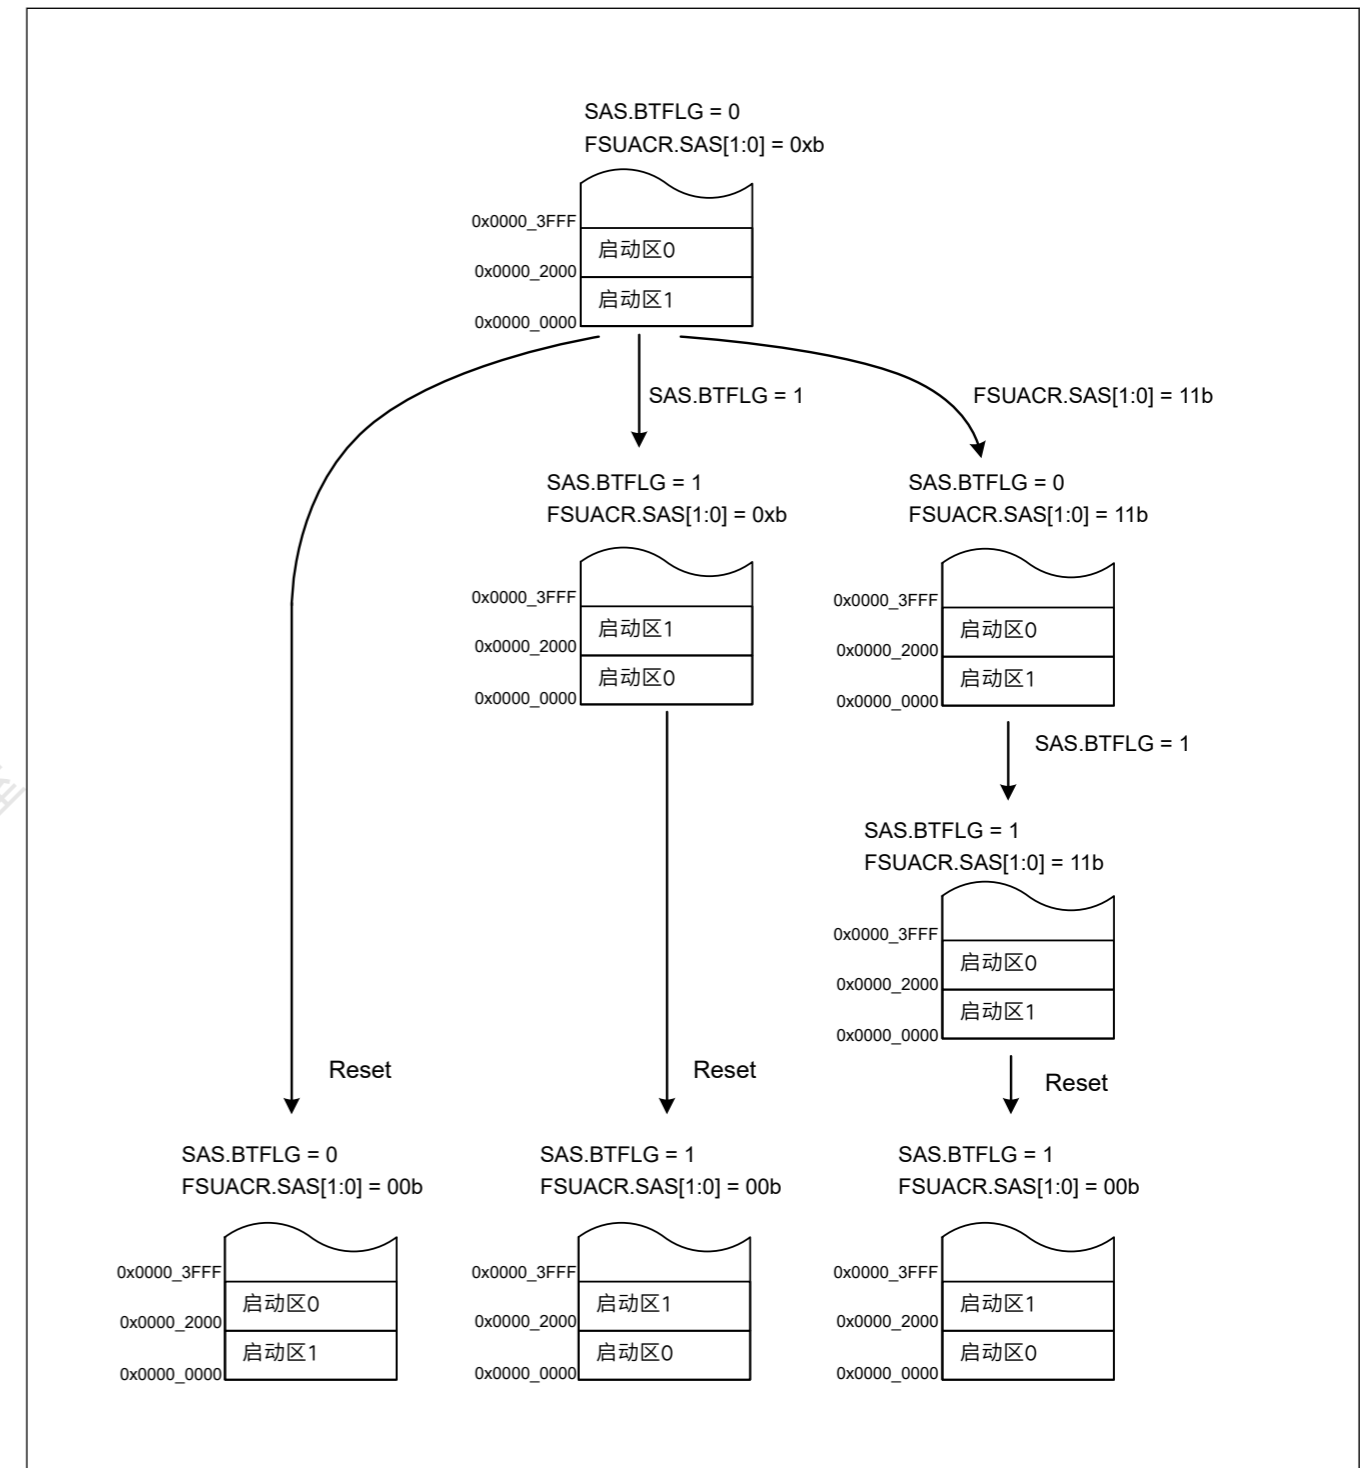 SAS.BTFLG = 0
FSUACR.SAS[1:0] = 0xb
0x0000_3FFF
启动区0
0x0000_2000
启动区1
0x0000_0000
SAS.BTFLG = 1
FSUACR.SAS[1:0] = 11b
SAS.BTFLG = 1
FSUACR.SAS[1:0] = 0xb
0x0000_3FFF
启动区1
0x0000_2000
启动区0
0x0000_0000
SAS.BTFLG = 0
FSUACR.SAS[1:0] = 11b
0x0000_3FFF
启动区0
0x0000_2000
启动区1
0x0000_0000
SAS.BTFLG = 1
SAS.BTFLG = 1
FSUACR.SAS[1:0] = 11b
0x0000_3FFF
启动区0
0x0000_2000
启动区1
0x0000_0000
Reset
Reset
Reset
SAS.BTFLG = 0
FSUACR.SAS[1:0] = 00b
0x0000_3FFF
启动区0
0x0000_2000
启动区1
0x0000_0000
SAS.BTFLG = 1
FSUACR.SAS[1:0] = 00b
0x0000_3FFF
启动区1
0x0000_2000
启动区0
0x0000_0000
SAS.BTFLG = 1
FSUACR.SAS[1:0] = 00b
0x0000_3FFF
启动区1
0x0000_2000
启动区0
0x0000_0000